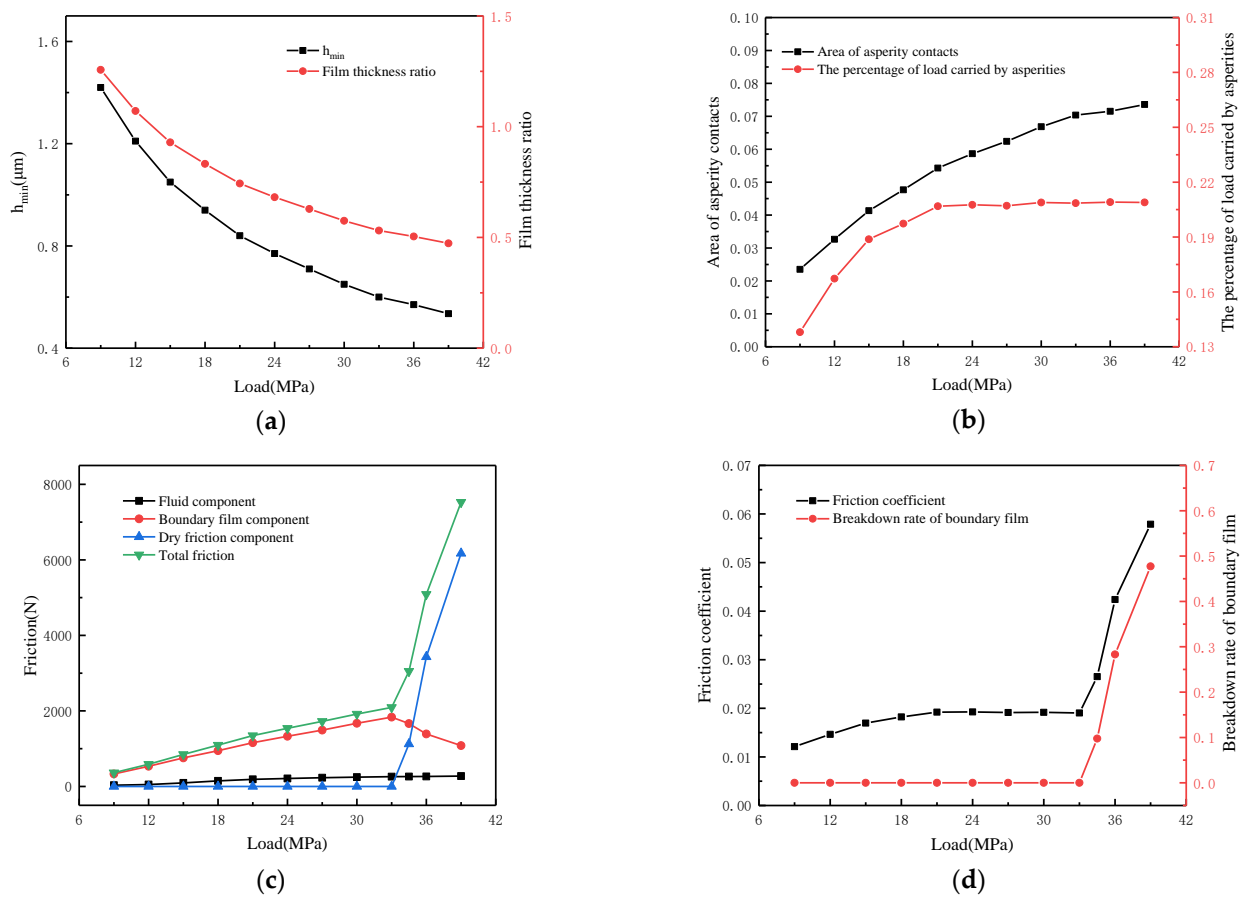 1.6
1.2
0.8
0.4
h_min(μm)
h_min
Film thickness ratio
1.5
1.0
0.5
0.0
Film thickness ratio
6 12 18 24 30 36 42
Load(MPa)
(a)
0.10
0.09
0.08
0.07
0.06
0.05
0.04
0.03
0.02
0.01
0.00
Area of asperity contacts
Area of asperity contacts
The percentage of load carried by asperities
0.31
0.28
0.25
0.22
0.19
0.16
0.13
The percentage of load carried by asperities
6 12 18 24 30 36 42
Load(MPa)
(b)
8000
6000
4000
2000
0
Friction(N)
Fluid component
Boundary film component
Dry friction component
Total friction
6 12 18 24 30 36 42
Load(MPa)
(c)
0.07
0.06
0.05
0.04
0.03
0.02
0.01
0.00
Friction coefficient
Friction coefficient
Breakdown rate of boundary film
0.7
0.6
0.5
0.4
0.3
0.2
0.1
0.0
Breakdown rate of boundary film
6 12 18 24 30 36 42
Load(MPa)
(d)